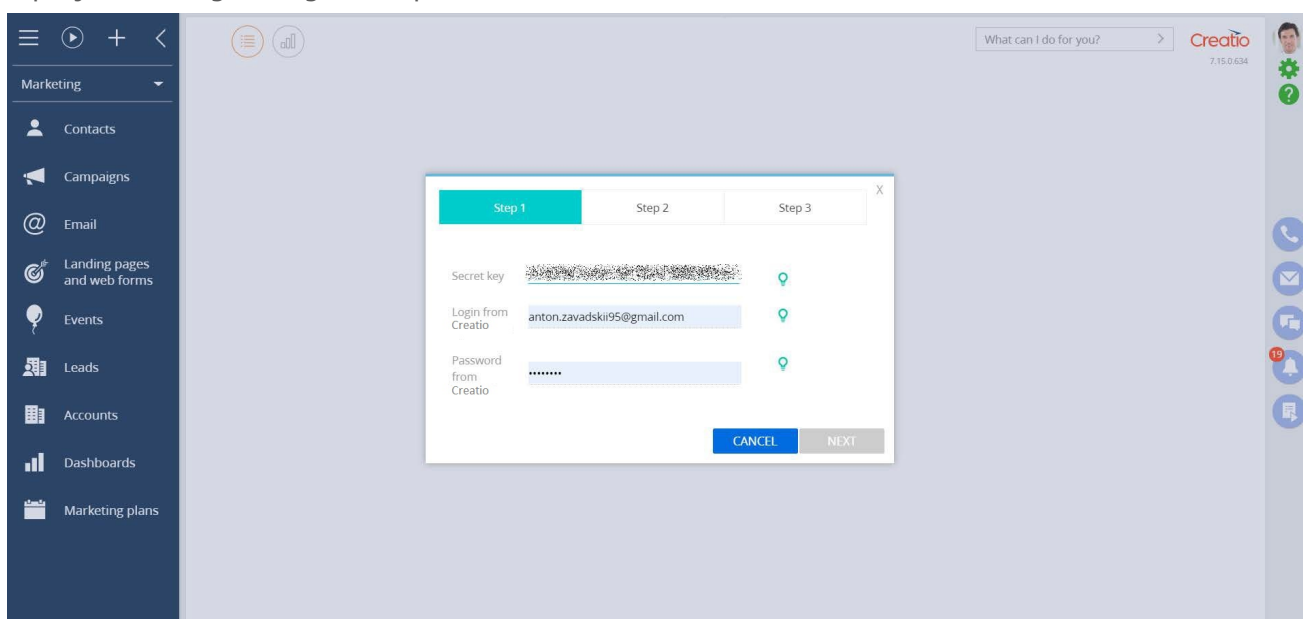 Marketing
Contacts
Campaigns
Email
Landing pages
and web forms
Events
Leads
Accounts
Dashboards
Marketing plans
What can I do for you?
Creatio
7.15.0.634
X
Step 1
Step 2
Step 3
Secret key
Login from
Creatio
anton.zavadskii95@gmail.com
Password
from
Creatio
••••••••
CANCEL
NEXT
?
19